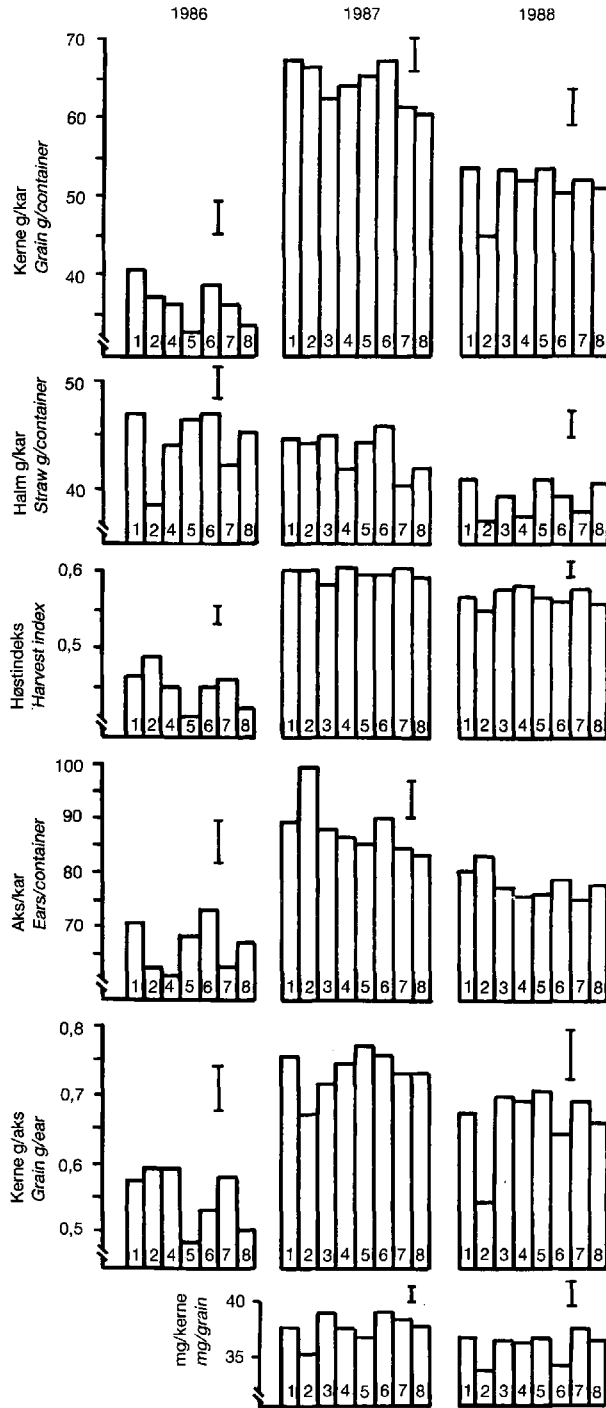 1986 1987 1988
Kerne g/kar
Grain g/container
70
60
50
40
1 2 4 5 6 7 8
1 2 3 4 5 6 7 8
1 2 3 4 5 6 7 8
Halm g/kar
Straw g/container
50
40
1 2 4 5 6 7 8
1 2 3 4 5 6 7 8
1 2 3 4 5 6 7 8
Høstindeks
Harvest index
0,6
0,5
1 2 4 5 6 7 8
1 2 3 4 5 6 7 8
1 2 3 4 5 6 7 8
Aks/kar
Ears/container
100
90
80
70
1 2 4 5 6 7 8
1 2 3 4 5 6 7 8
1 2 3 4 5 6 7 8
Kerne g/aks
Grain g/ear
0,8
0,7
0,6
0,5
1 2 4 5 6 7 8
1 2 3 4 5 6 7 8
1 2 3 4 5 6 7 8
mg/kerne
mg/grain
40
35
1 2 3 4 5 6 7 8
1 2 3 4 5 6 7 8